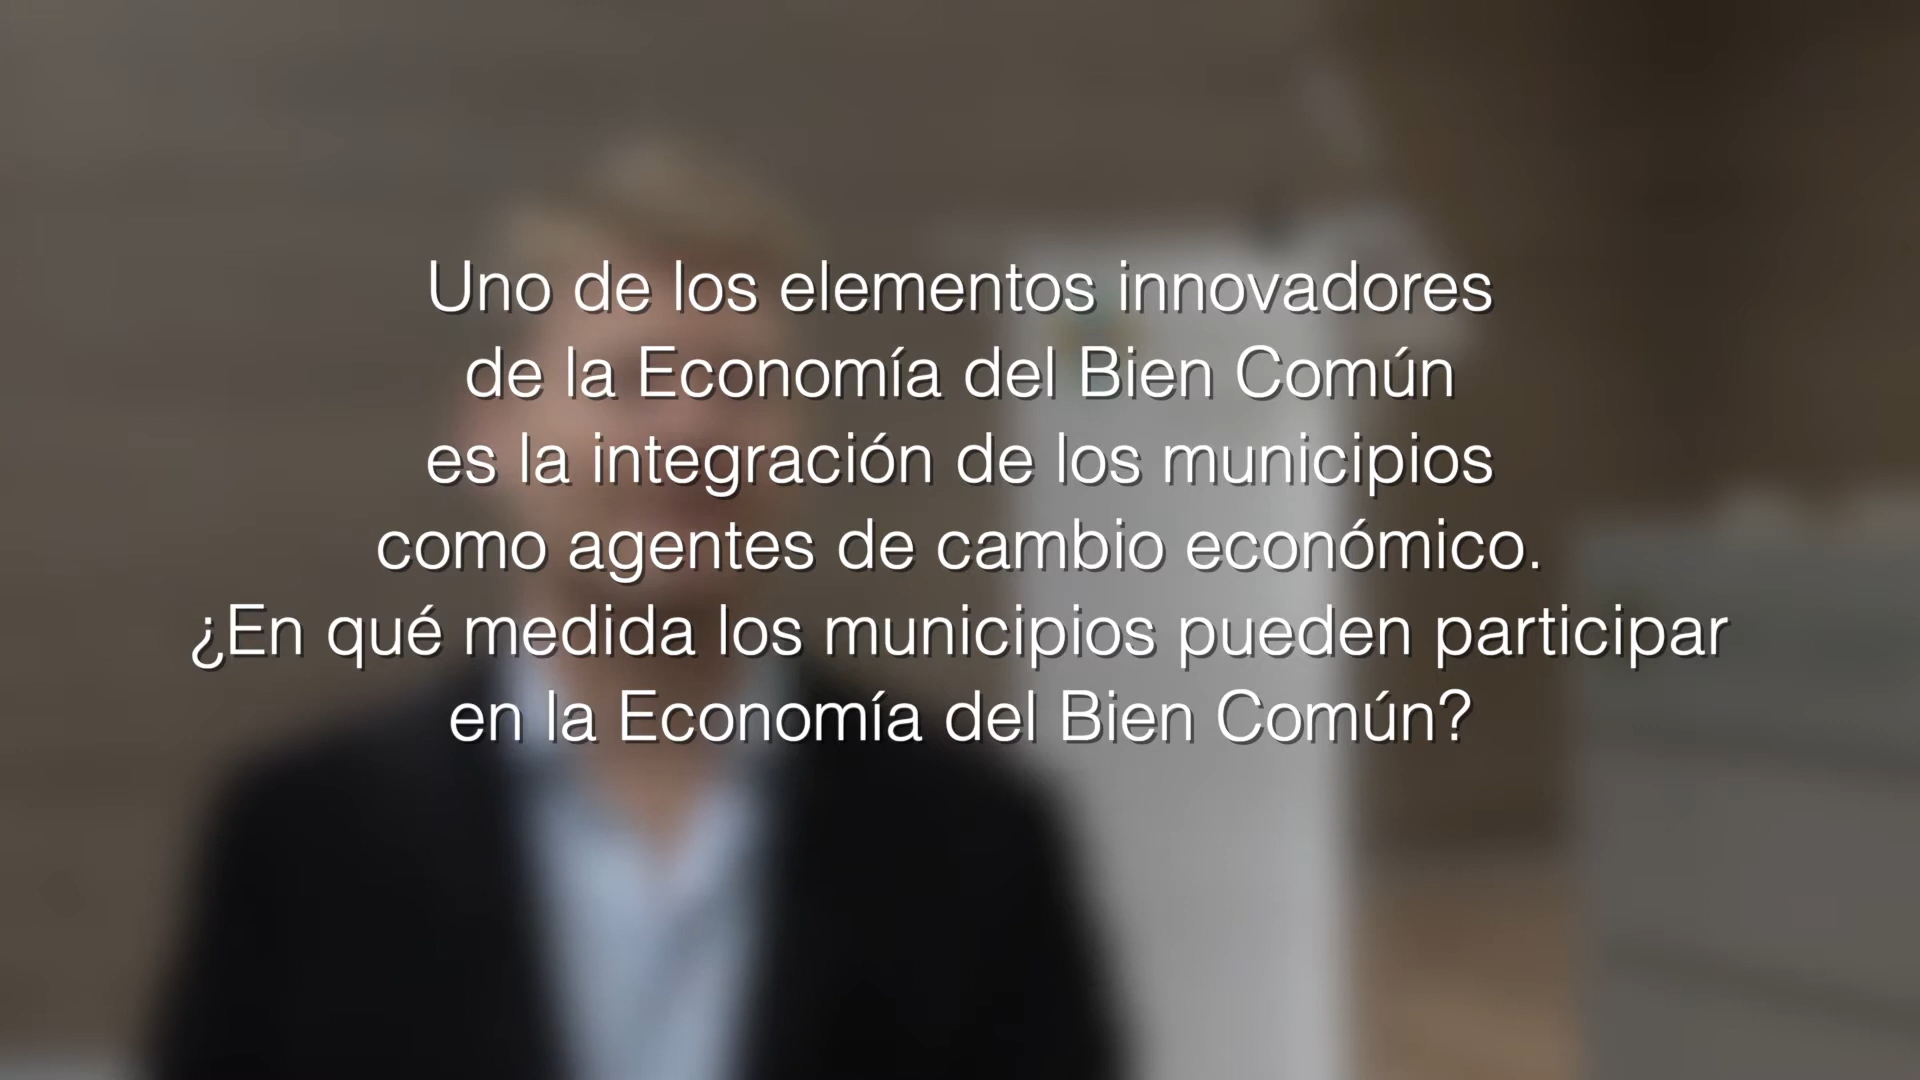 Uno de los elementos innovadores
de la Economía del Bien Común
es la integración de los municipios
como agentes de cambio económico.
¿En qué medida los municipios pueden participar
en la Economía del Bien Común?